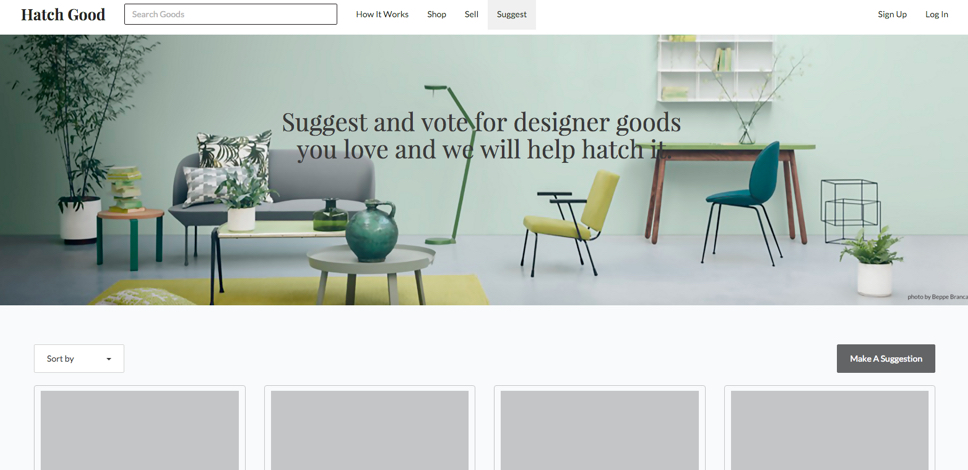 Hatch Good
Search Goods
How It Works
Shop
Sell
Suggest
Sign Up
Log In
Suggest and vote for designer goods
you love and we will help hatch it.
photo by Beppe Branca
Sort by
Make A Suggestion